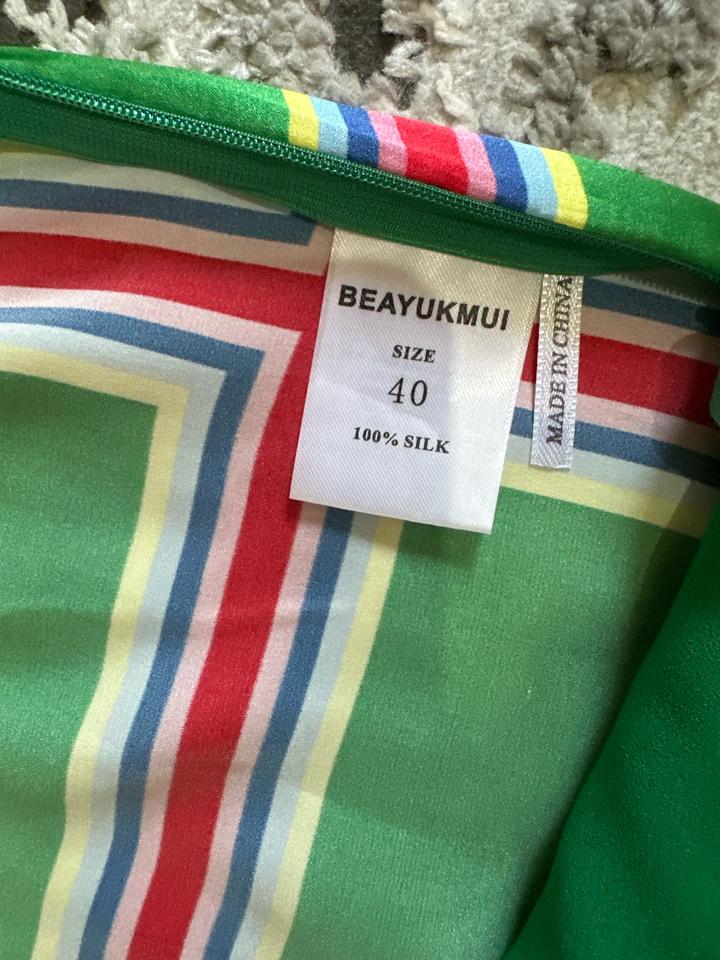 BEAYUKMUI
SIZE
40
100% SILK
MADE IN CHINA